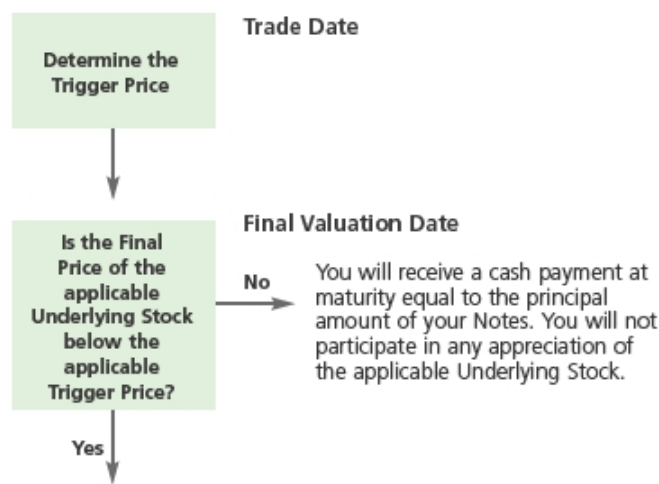 Trade Date
Determine the
Trigger Price
Final Valuation Date
Is the Final
Price of the
applicable
Underlying Stock
below the
applicable
Trigger Price?
No
You will receive a cash payment at
maturity equal to the principal
amount of your Notes. You will not
participate in any appreciation of
the applicable Underlying Stock.
Yes